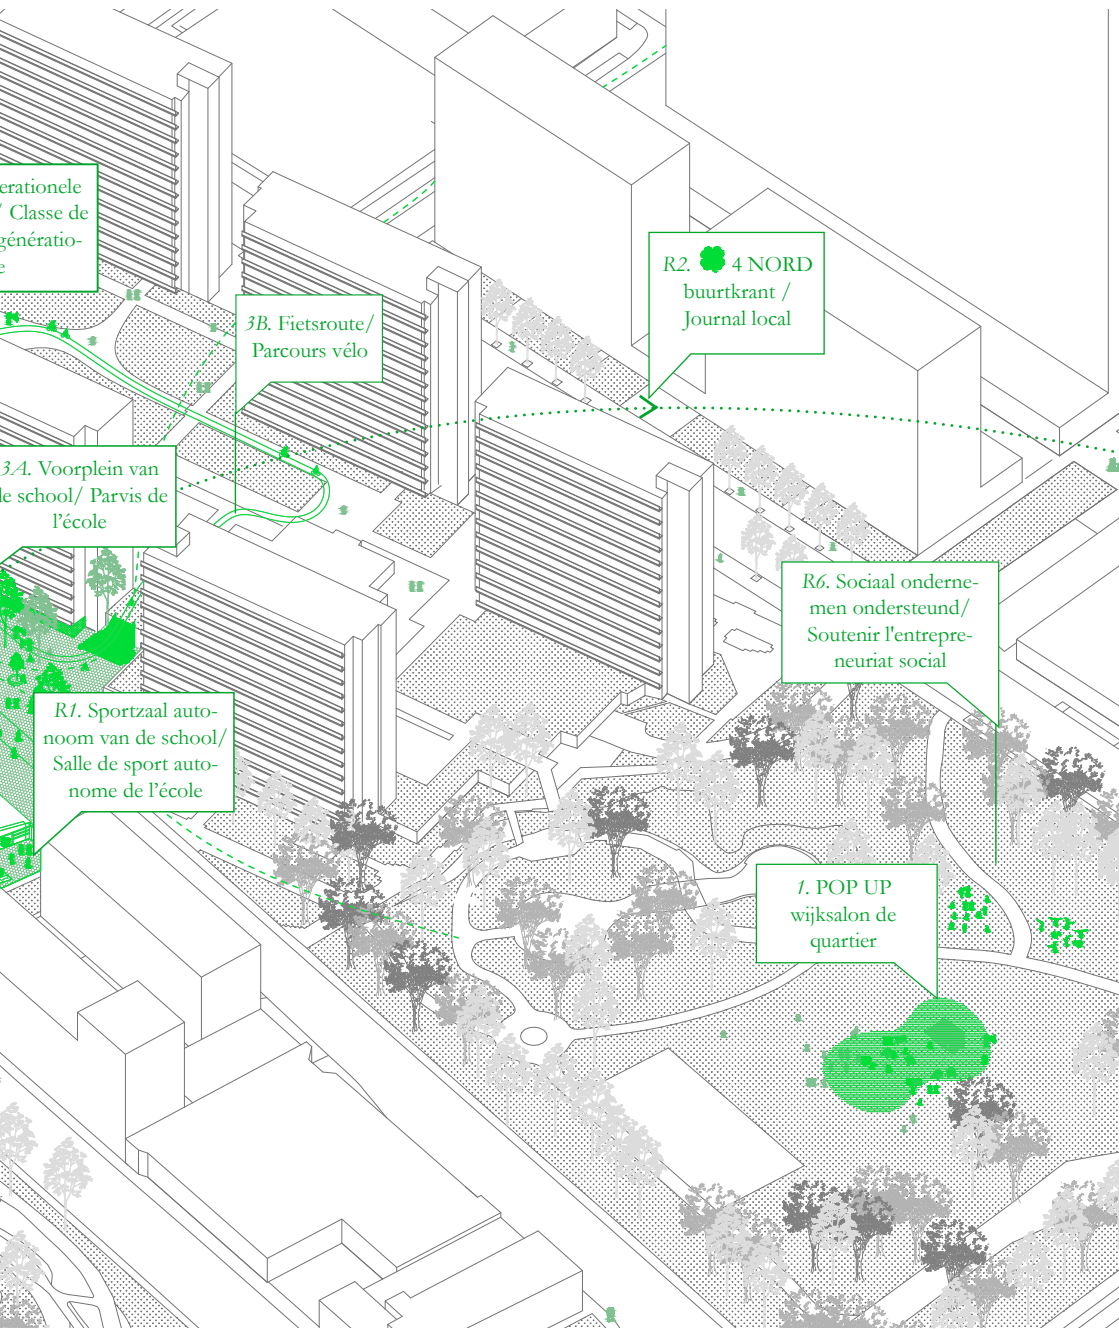 erationele
/ Classe de
génératio-
e
3B. Fietsroute/
Parcours vélo
R2. 4 NORD
buurtkrant /
Journal local
3A. Voorplein van
le school/ Parvis de
l’école
R6. Sociaal onderne-
men ondersteund/
Soutenir l'entrepre-
neuriat social
R1. Sportzaal auto-
noom van de school/
Salle de sport auto-
nome de l’école
1. POP UP
wijksalon de
quartier